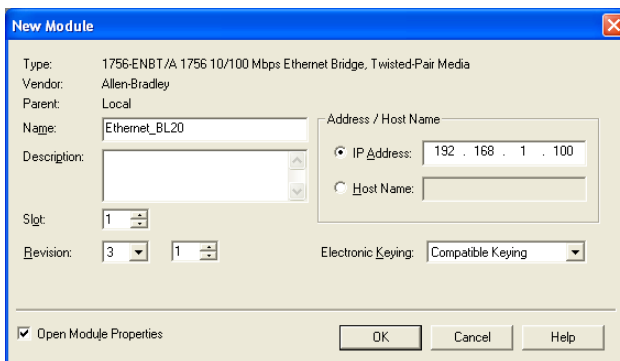 New Module
Type: 1756-ENBT/A 1756 10/100 Mbps Ethernet Bridge, Twisted-Pair Media
Vendor: Allen-Bradley
Parent: Local
Name: Ethernet_BL20
Address / Host Name
Description:
IP Address: 192 . 168 . 1 . 100
Host Name:
Slot: 1
Revision: 3 1
Electronic Keying: Compatible Keying
Open Module Properties
OK Cancel Help